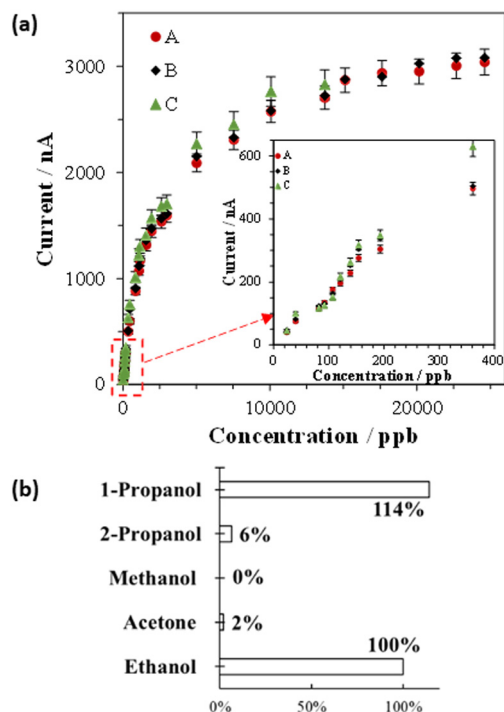 (a)
A
B
C
3000
2000
1000
0
Current / nA
0
10000
20000
Concentration / ppb
A
B
C
600
400
200
0
Current / nA
0
100
200
300
400
Concentration / ppb
(b)
1-Propanol
114%
2-Propanol
6%
Methanol
0%
Acetone
2%
100%
Ethanol
0%
50%
100%